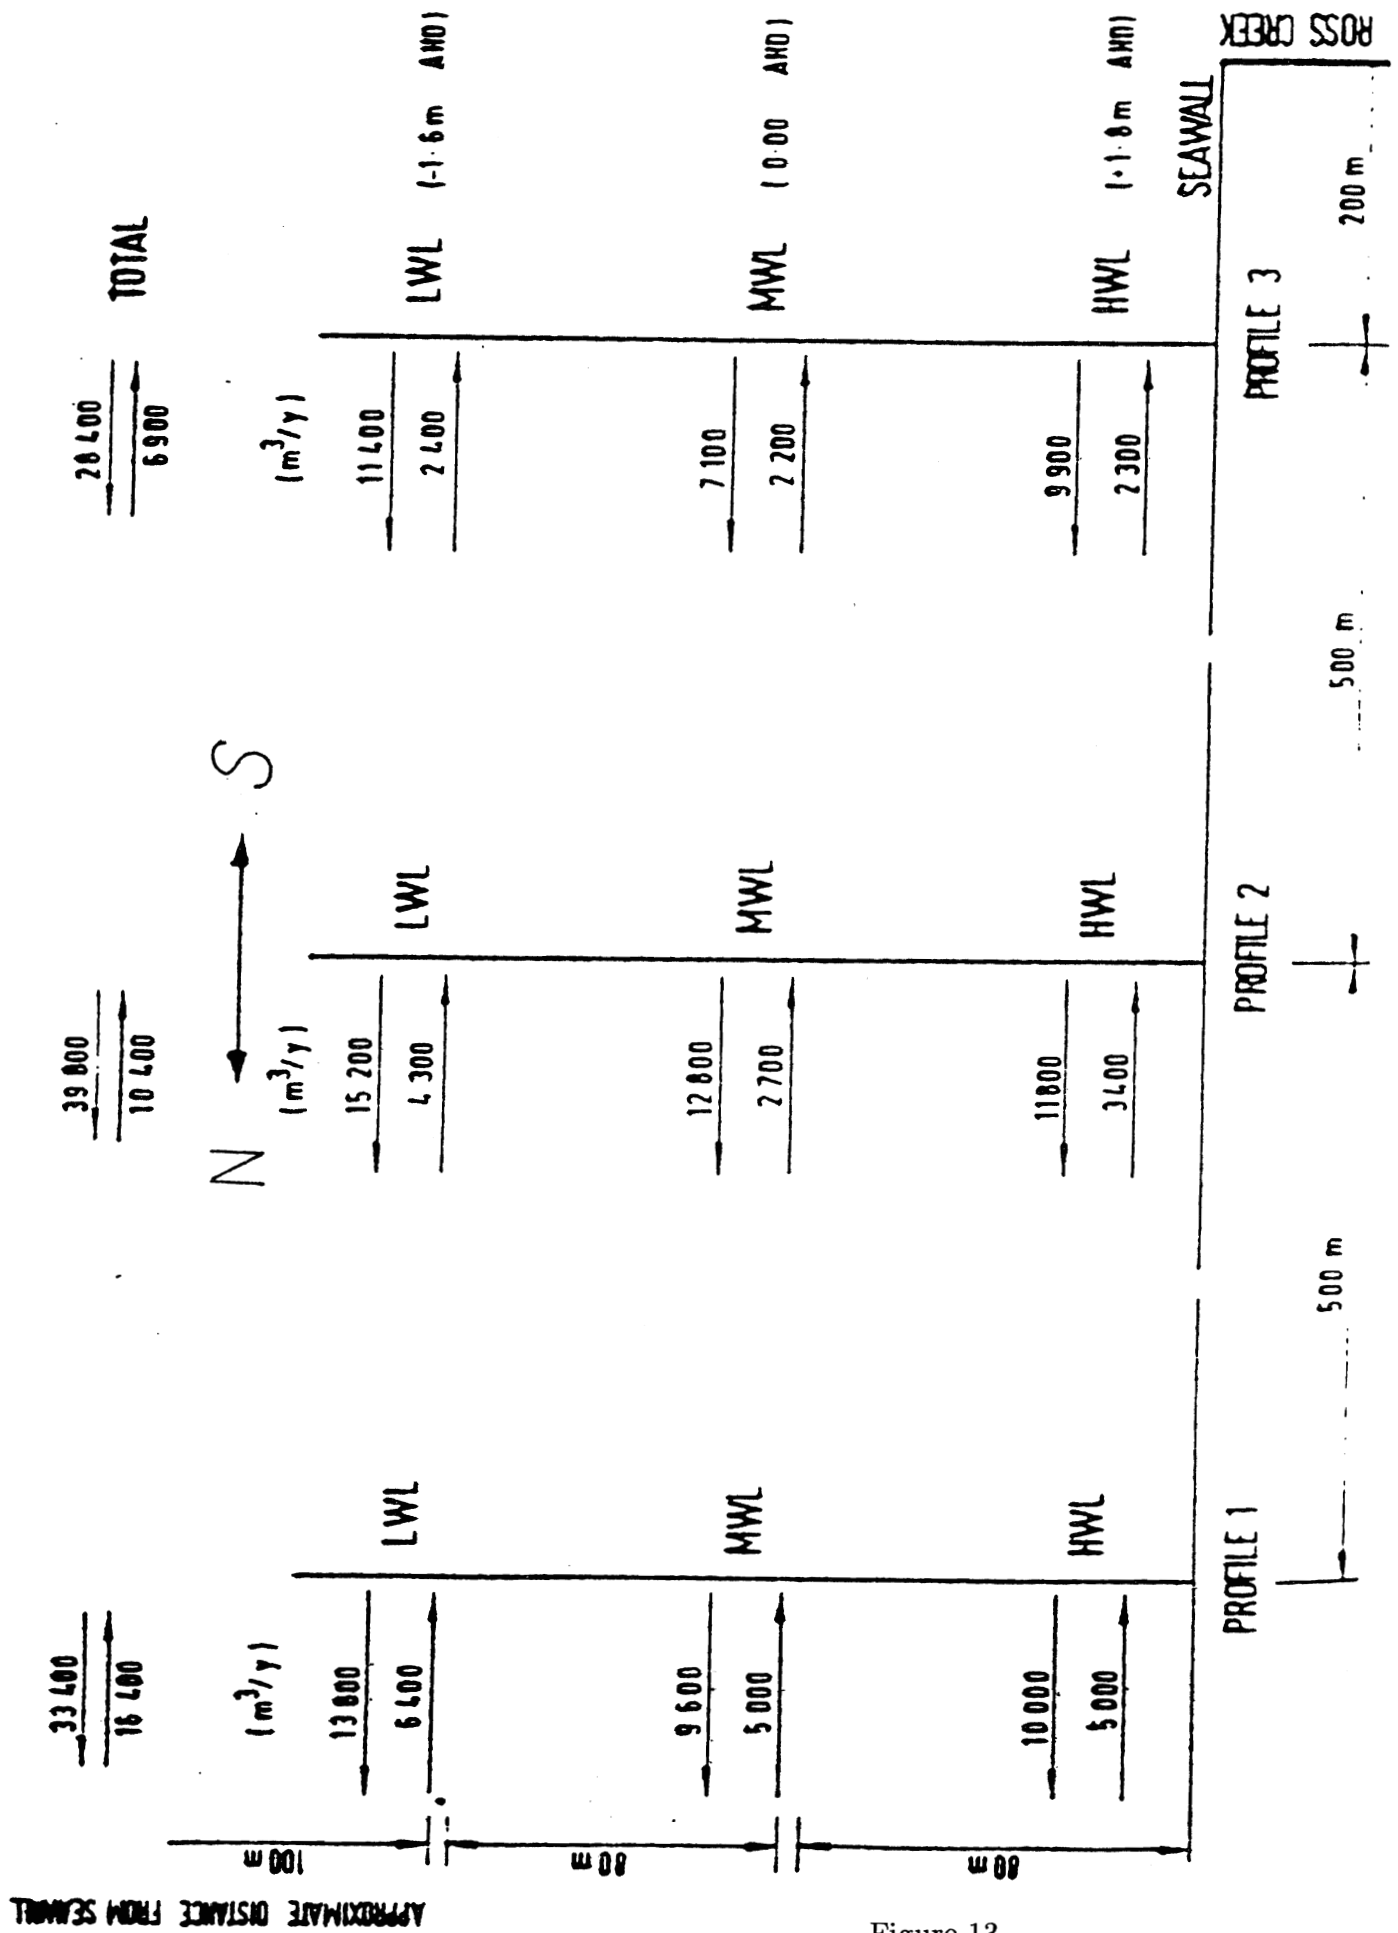 33 400
16 400
39 800
10 400
28 400
6 900
TOTAL
N
S
(m³/y)
(m³/y)
(m³/y)
13 800
6 400
LWL
15 200
4 300
LWL
11 400
2 400
LWL (-1·6m AHD)
9 600
5 000
MWL
12 800
2 700
MWL
7 100
2 200
MWL (0·00 AHD)
10 000
5 000
HWL
11 800
3 400
HWL
9 900
2 300
HWL (+1·8m AHD)
SEAWALL
PROFILE 1
PROFILE 2
PROFILE 3
500 m
500 m
200 m
ROSS CREEK
APPROXIMATE DISTANCE FROM SEAWALL
100 m
80 m
Figure 13